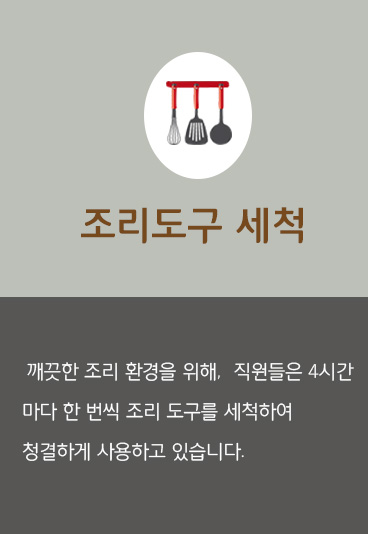 조리도구 세척
깨끗한 조리 환경을 위해, 직원들은 4시간
마다 한 번씩 조리 도구를 세척하여
청결하게 사용하고 있습니다.